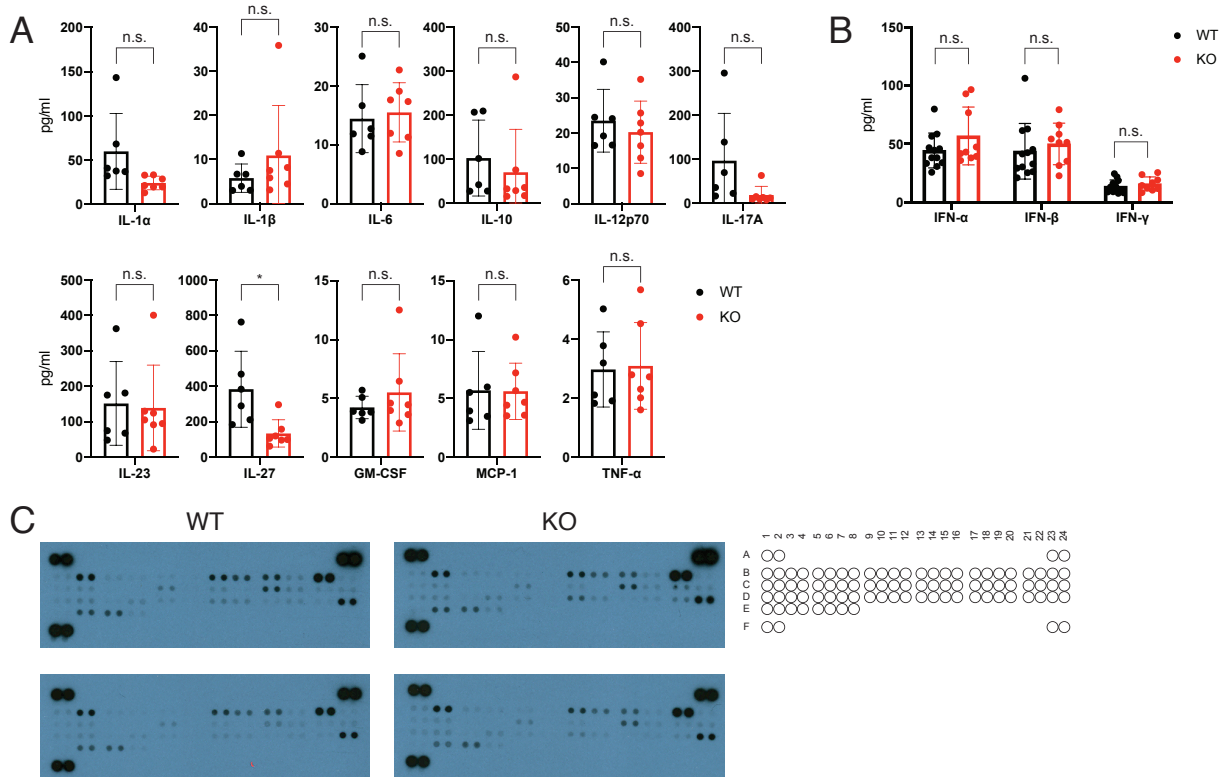 A
B
200
150
100
50
0
pg/ml
n.s.
IL-1α
40
30
20
10
0
n.s.
IL-1β
30
20
10
0
n.s.
IL-6
400
300
200
100
0
n.s.
IL-10
50
40
30
20
10
0
n.s.
IL-12p70
400
300
200
100
0
n.s.
IL-17A
200
150
100
50
0
pg/ml
n.s.
n.s.
n.s.
IFN-α
IFN-β
IFN-γ
WT
KO
500
400
300
200
100
0
pg/ml
n.s.
IL-23
1000
800
600
400
200
0
*
IL-27
15
10
5
0
n.s.
GM-CSF
15
10
5
0
n.s.
MCP-1
6
4
2
0
n.s.
TNF-α
WT
KO
C
WT
KO
1 2 3 4 5 6 7 8 9 10 11 12 13 14 15 16 17 18 19 20 21 22 23 24
A
B
C
D
E
F